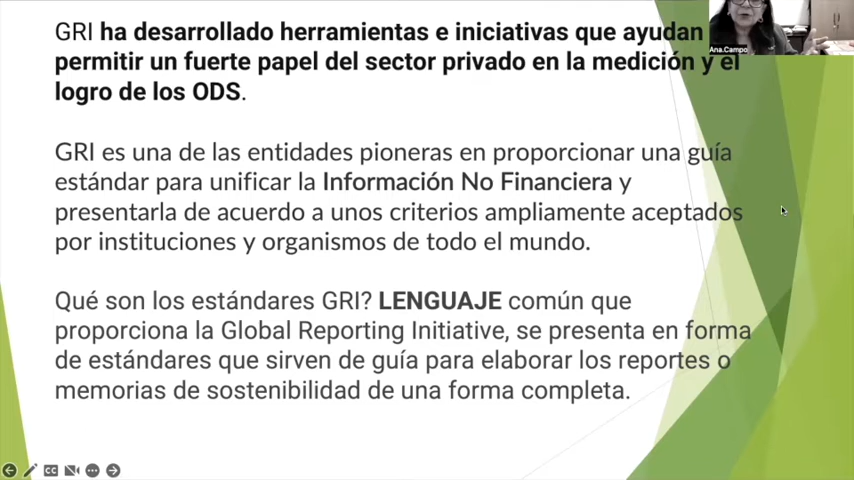 GRI ha desarrollado herramientas e iniciativas que ayudan
permitir un fuerte papel del sector privado en la medición y el
logro de los ODS.
GRI es una de las entidades pioneras en proporcionar una guía
estándar para unificar la Información No Financiera y
presentarla de acuerdo a unos criterios ampliamente aceptados
por instituciones y organismos de todo el mundo.
Qué son los estándares GRI? LENGUAJE común que
proporciona la Global Reporting Initiative, se presenta en forma
de estándares que sirven de guía para elaborar los reportes o
memorias de sostenibilidad de una forma completa.
Ana.Campo
CC